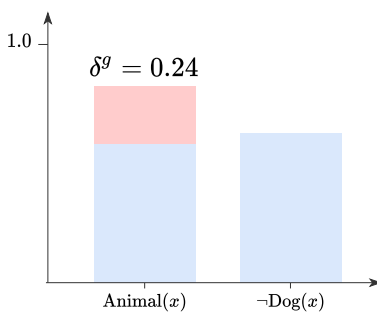 1.0
δ^g = 0.24
Animal(x)
¬Dog(x)